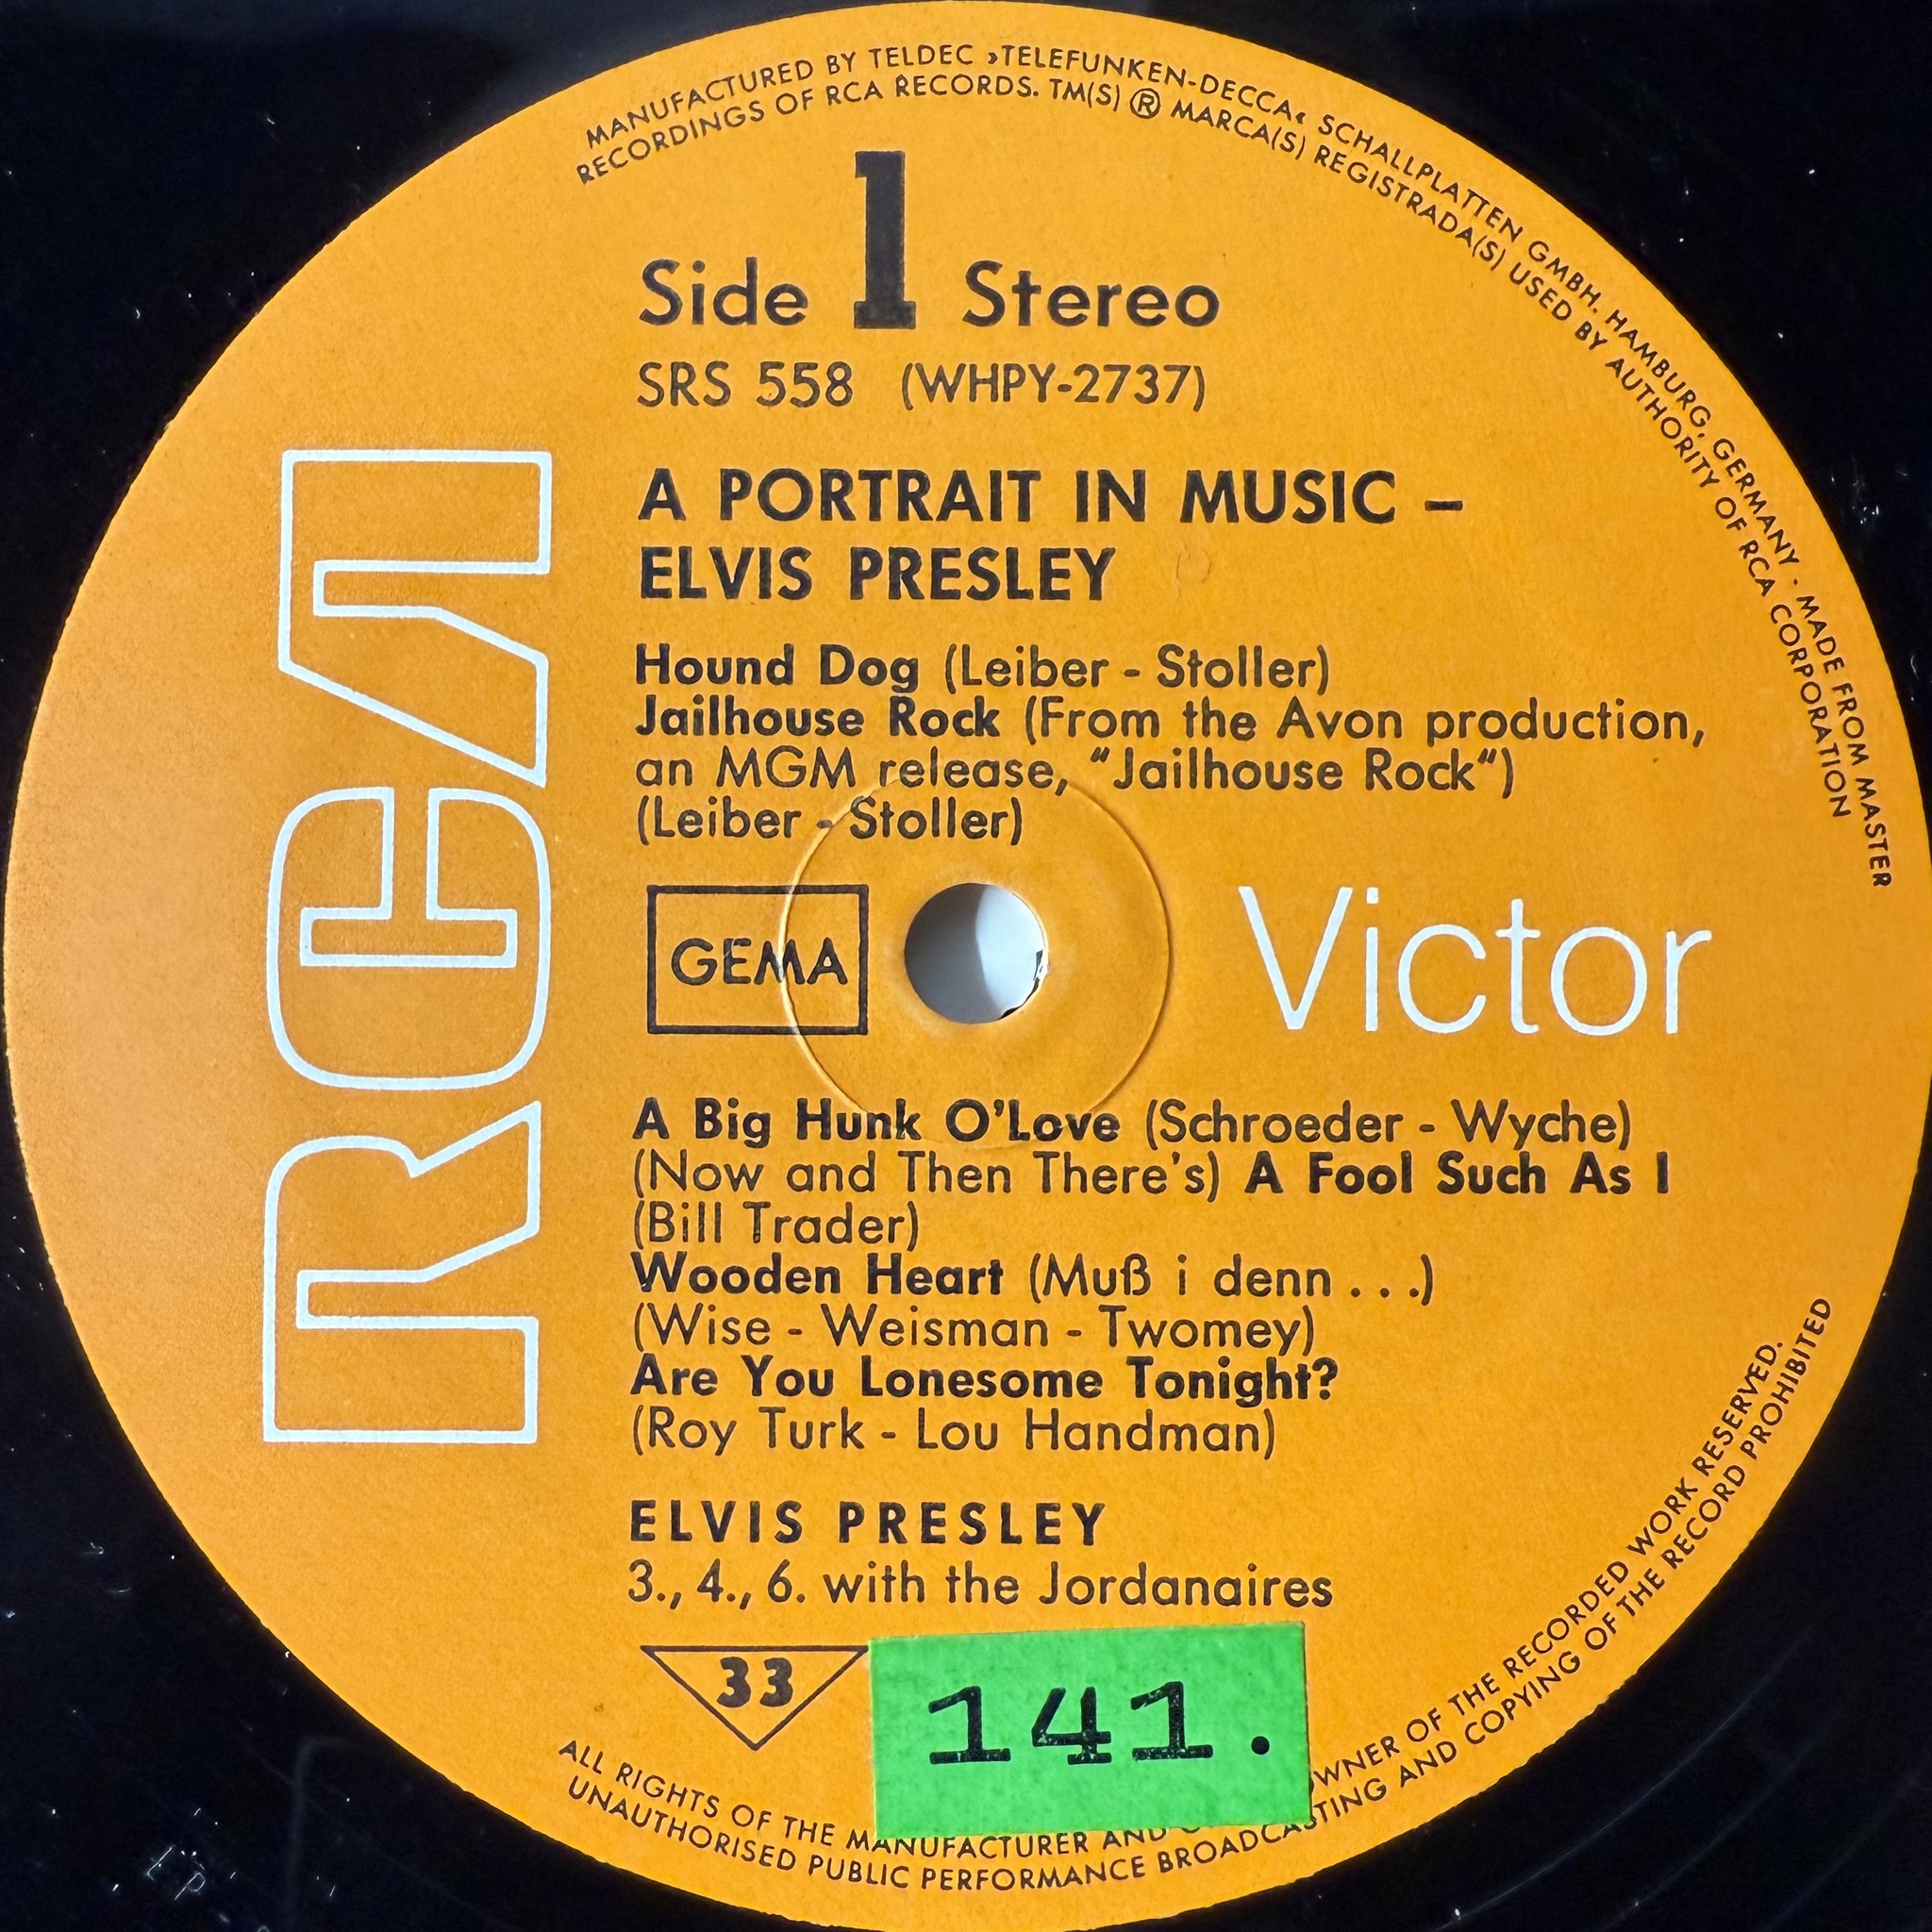 MANUFACTURED BY TELDEC »TELEFUNKEN-DECCA« SCHALLPLATTEN GMBH. HAMBURG, GERMANY · MADE FROM MASTER
RECORDINGS OF RCA RECORDS. TM(S) ® MARCA(S) REGISTRADA(S) USED BY AUTHORITY OF RCA CORPORATION
Side 1 Stereo
SRS 558 (WHPY-2737)
A PORTRAIT IN MUSIC –
ELVIS PRESLEY
Hound Dog (Leiber - Stoller)
Jailhouse Rock (From the Avon production,
an MGM release, “Jailhouse Rock“)
(Leiber - Stoller)
RCA
GEMA
Victor
A Big Hunk O’Love (Schroeder - Wyche)
(Now and Then There's) A Fool Such As I
(Bill Trader)
Wooden Heart (Muß i denn . . .)
(Wise - Weisman - Twomey)
Are You Lonesome Tonight?
(Roy Turk - Lou Handman)
ELVIS PRESLEY
3., 4., 6. with the Jordanaires
33
141.
ALL RIGHTS OF THE MANUFACTURER AND OWNER OF THE RECORDED WORK RESERVED.
UNAUTHORISED PUBLIC PERFORMANCE BROADCASTING AND COPYING OF THE RECORD PROHIBITED